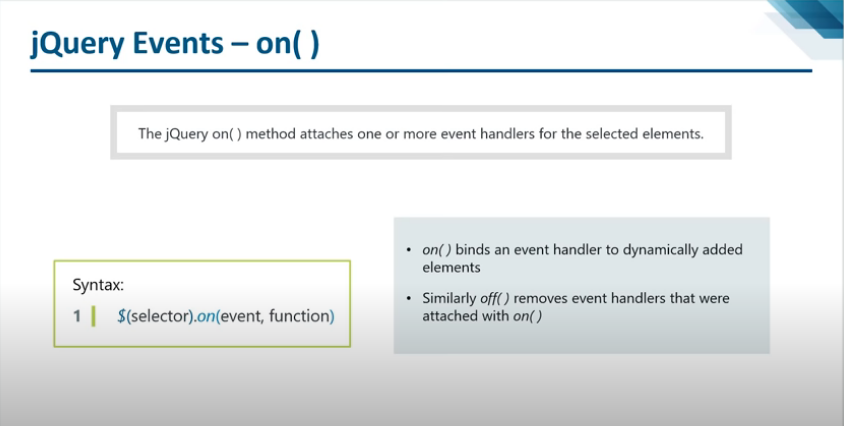 jQuery Events – on( )
The jQuery on( ) method attaches one or more event handlers for the selected elements.
Syntax:
1 $(selector).on(event, function)
• on( ) binds an event handler to dynamically added
elements
• Similarly off( ) removes event handlers that were
attached with on( )